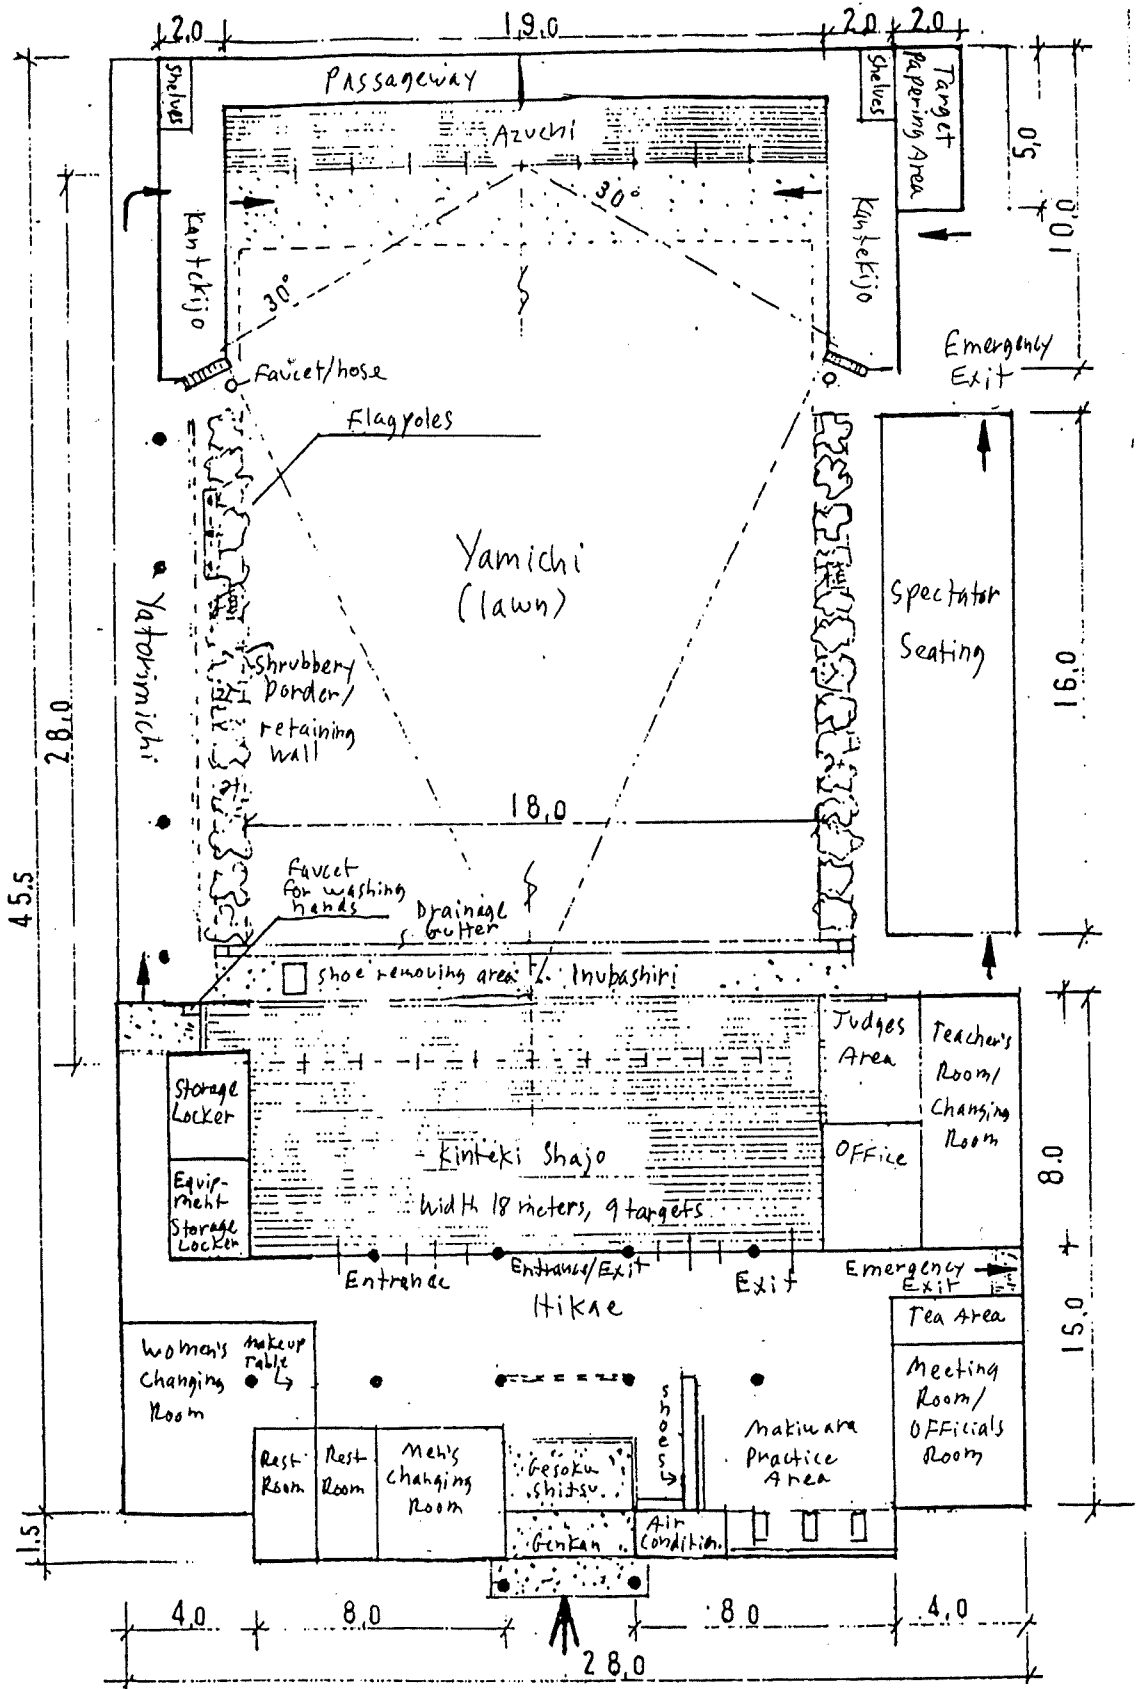 2.0
19.0
2.0
2.0
Shelves
Passageway
Shelves
Target
Papering Area
Azuchi
5.0
10.0
30°
Kantekijo
Kantekijo
30°
Emergency
Exit
Faucet/hose
Flagpoles
Yamichi
(lawn)
Spectator
Seating
Yatorimichi
Shrubbery
border/
retaining
wall
28.0
16.0
18.0
45.5
Faucet
for washing
hands
Drainage
Gutter
shoe removing area
Inubashiri
Judges
Area
Teacher's
Room/
Changing
Room
Storage
Locker
Kinteki Shajo
Office
8.0
Equip-
ment
Storage
Locker
Width 18 meters, 9 targets
Entrance
Entrance/Exit
Exit
Emergency
Exit
Hikae
Tea Area
15.0
Women's
Changing
Room
Makeup
Table
shoes
Makiwara
Practice
Area
Meeting
Room/
Officials
Room
Rest
Room
Rest
Room
Men's
Changing
Room
Gesoku
shitsu
1.5
Genkan
Air
Condition.
4.0
8.0
8.0
4.0
28.0